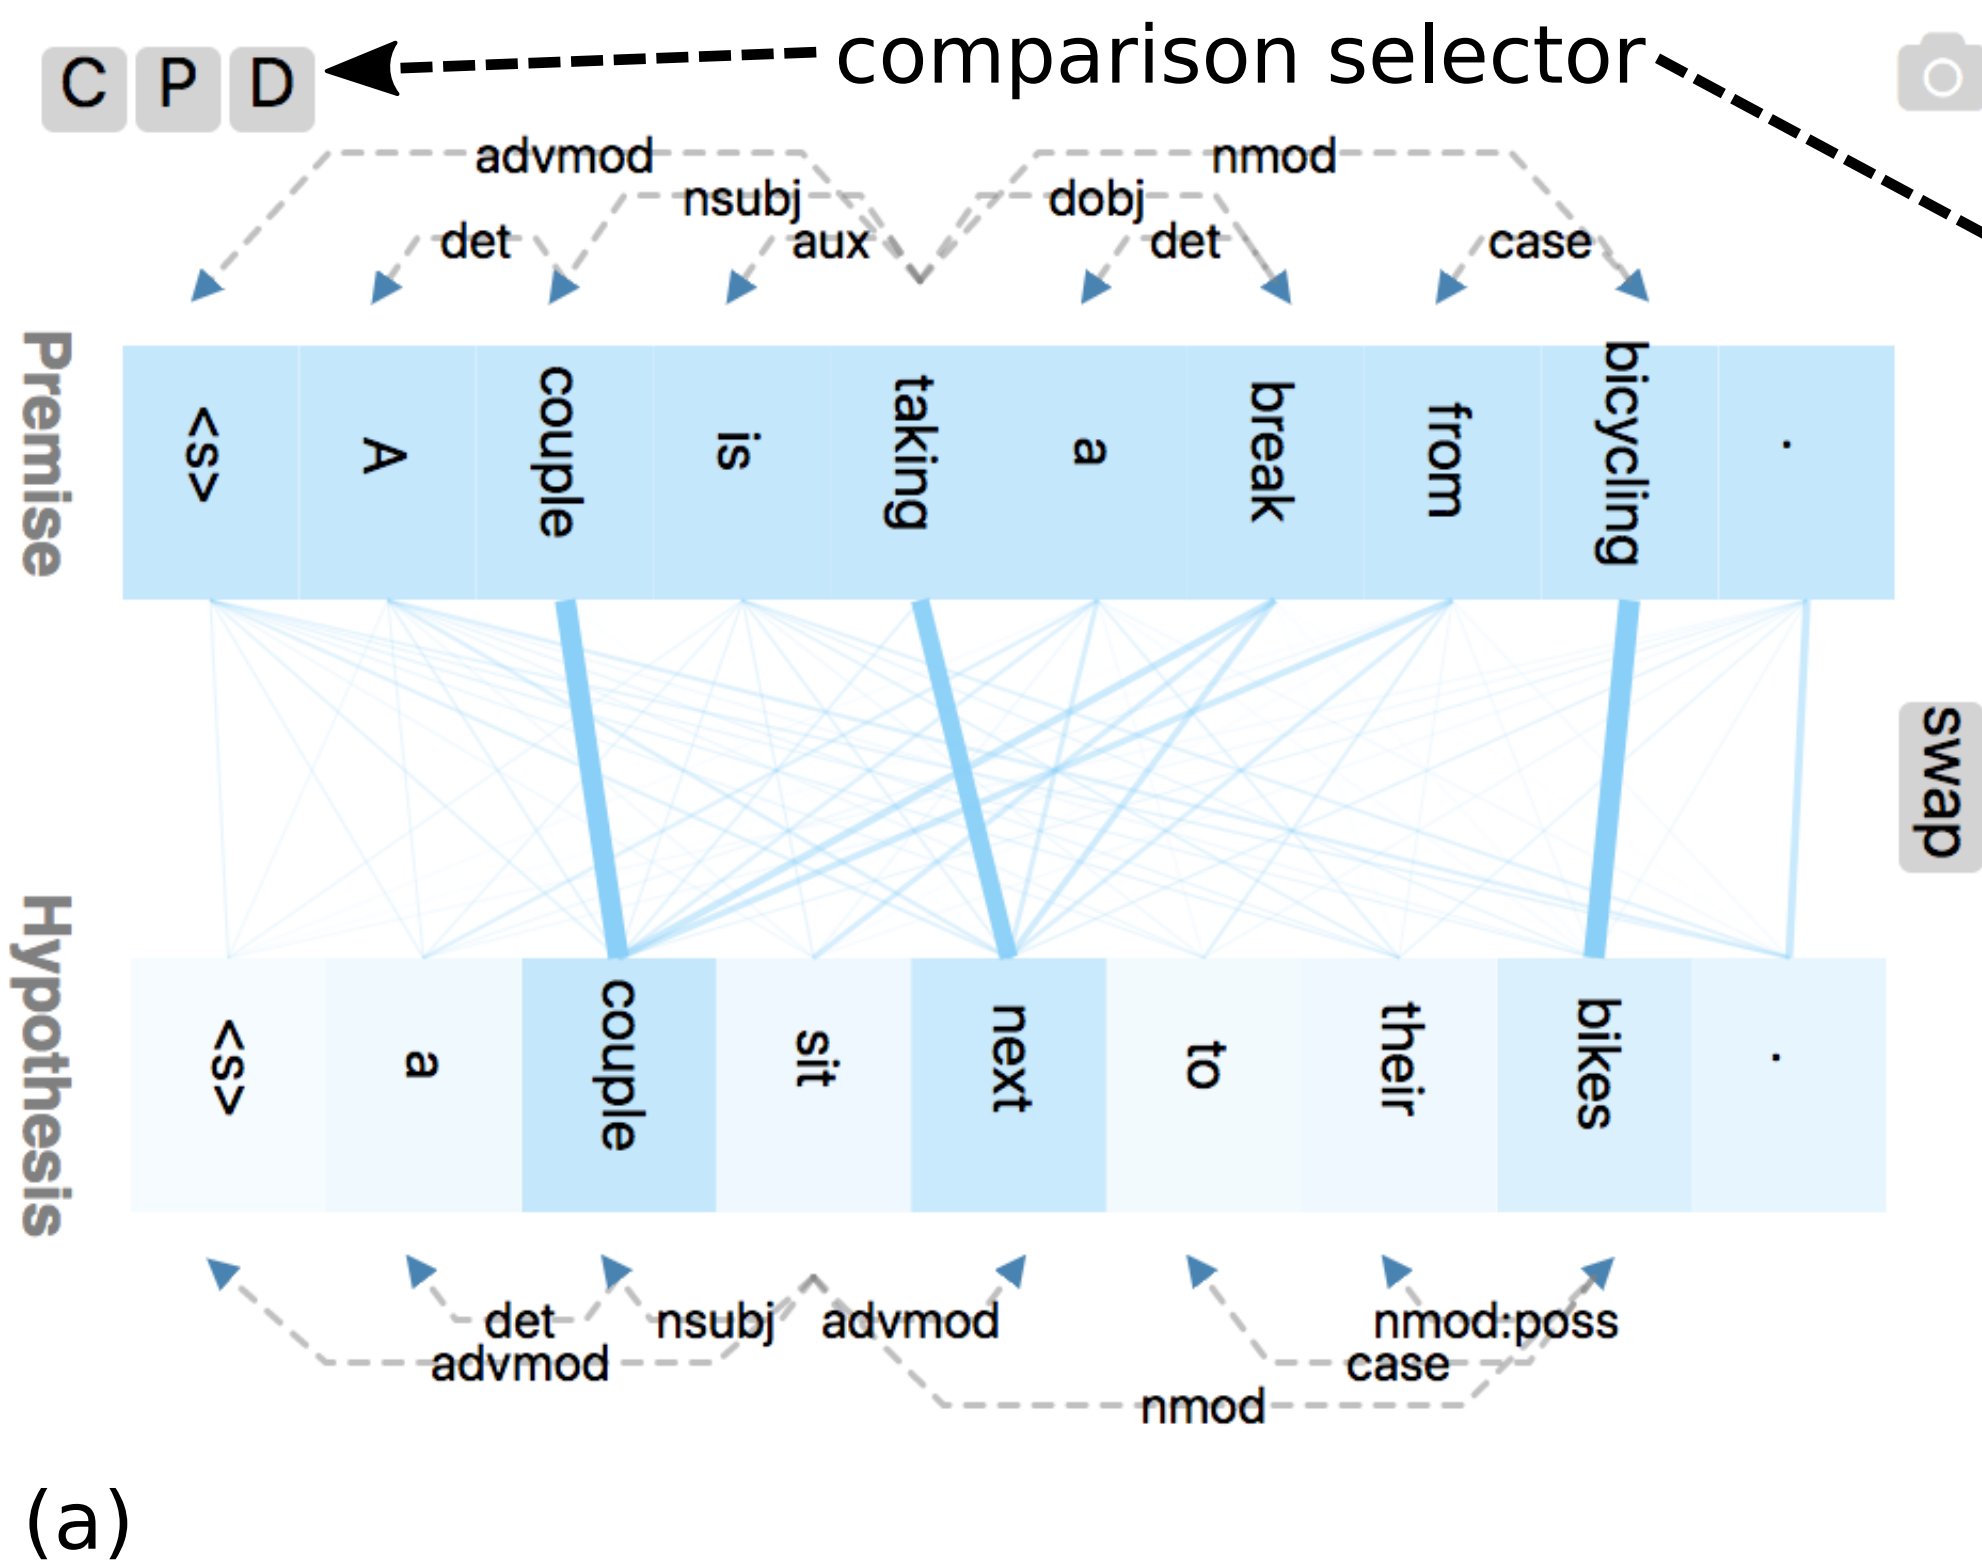 C P D
comparison selector
advmod
nmod
nsubj
dobj
det
aux
det
case
Premise
<s> A couple is taking a break from bicycling .
swap
Hypothesis
<s> a couple sit next to their bikes .
det
nsubj
advmod
nmod:poss
advmod
case
nmod
(a)